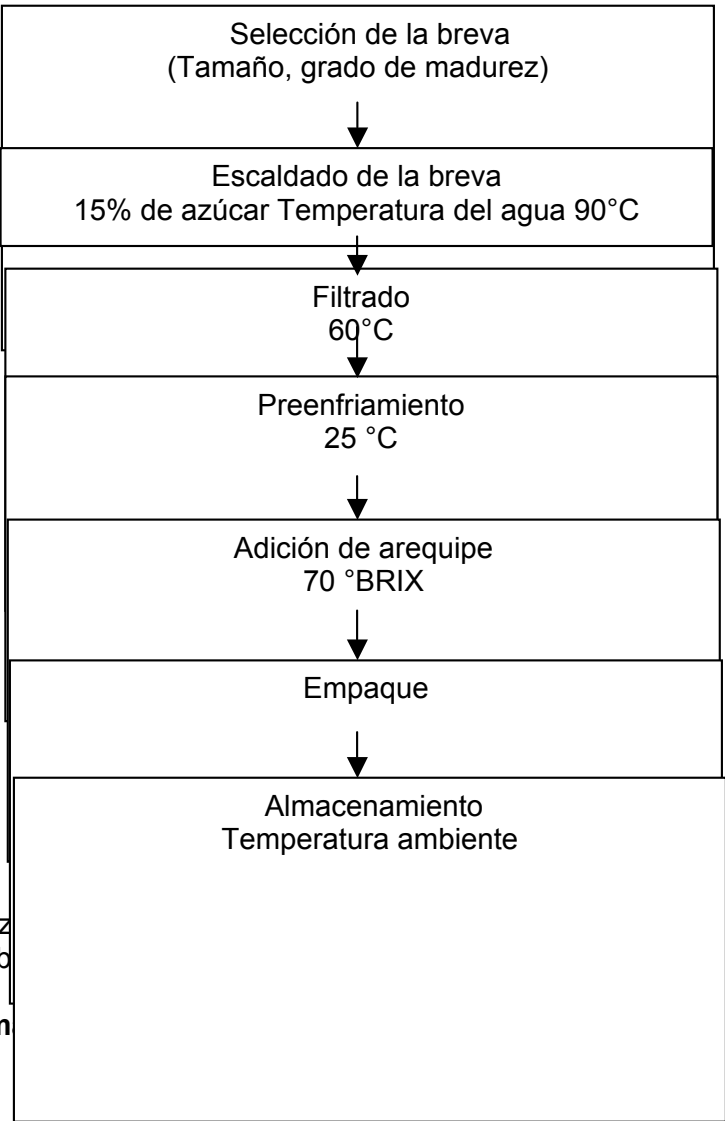 Selección de la breva
(Tamaño, grado de madurez)
Escaldado de la breva
15% de azúcar Temperatura del agua 90°C
Filtrado
60°C
Preenfriamiento
25 °C
Adición de arequipe
70 °BRIX
Empaque
Almacenamiento
Temperatura ambiente